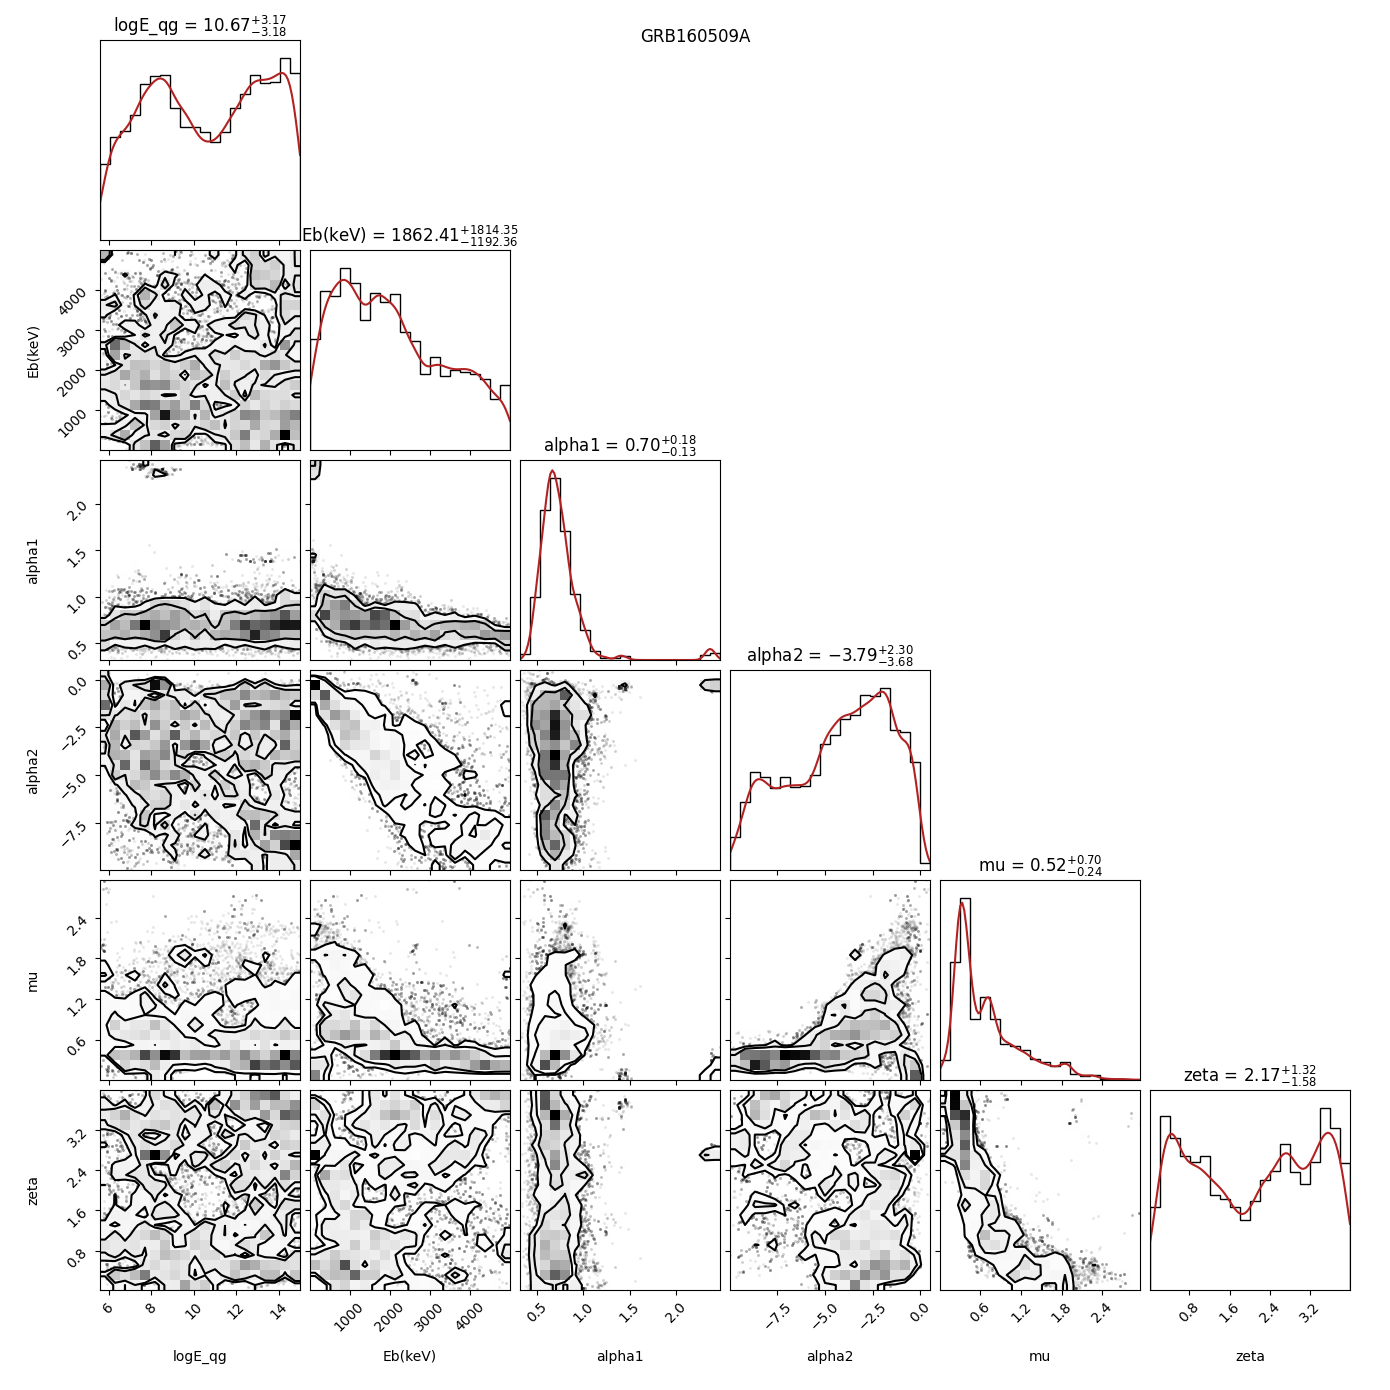 GRB160509A
logE_qg = 10.67+3.17−3.18
Eb(keV) = 1862.41+1814.35−1192.36
alpha1 = 0.70+0.18−0.13
alpha2 = −3.79+2.30−3.68
mu = 0.52+0.70−0.24
zeta = 2.17+1.32−1.58
Eb(keV)
4000
3000
2000
1000
alpha1
2.0
1.5
1.0
0.5
alpha2
0.0
−2.5
−5.0
−7.5
mu
2.4
1.8
1.2
0.6
zeta
3.2
2.4
1.6
0.8
6 8 10 12 14
1000 2000 3000 4000
0.5 1.0 1.5 2.0
−7.5 −5.0 −2.5 0.0
0.6 1.2 1.8 2.4
0.8 1.6 2.4 3.2
logE_qg
Eb(keV)
alpha1
alpha2
mu
zeta